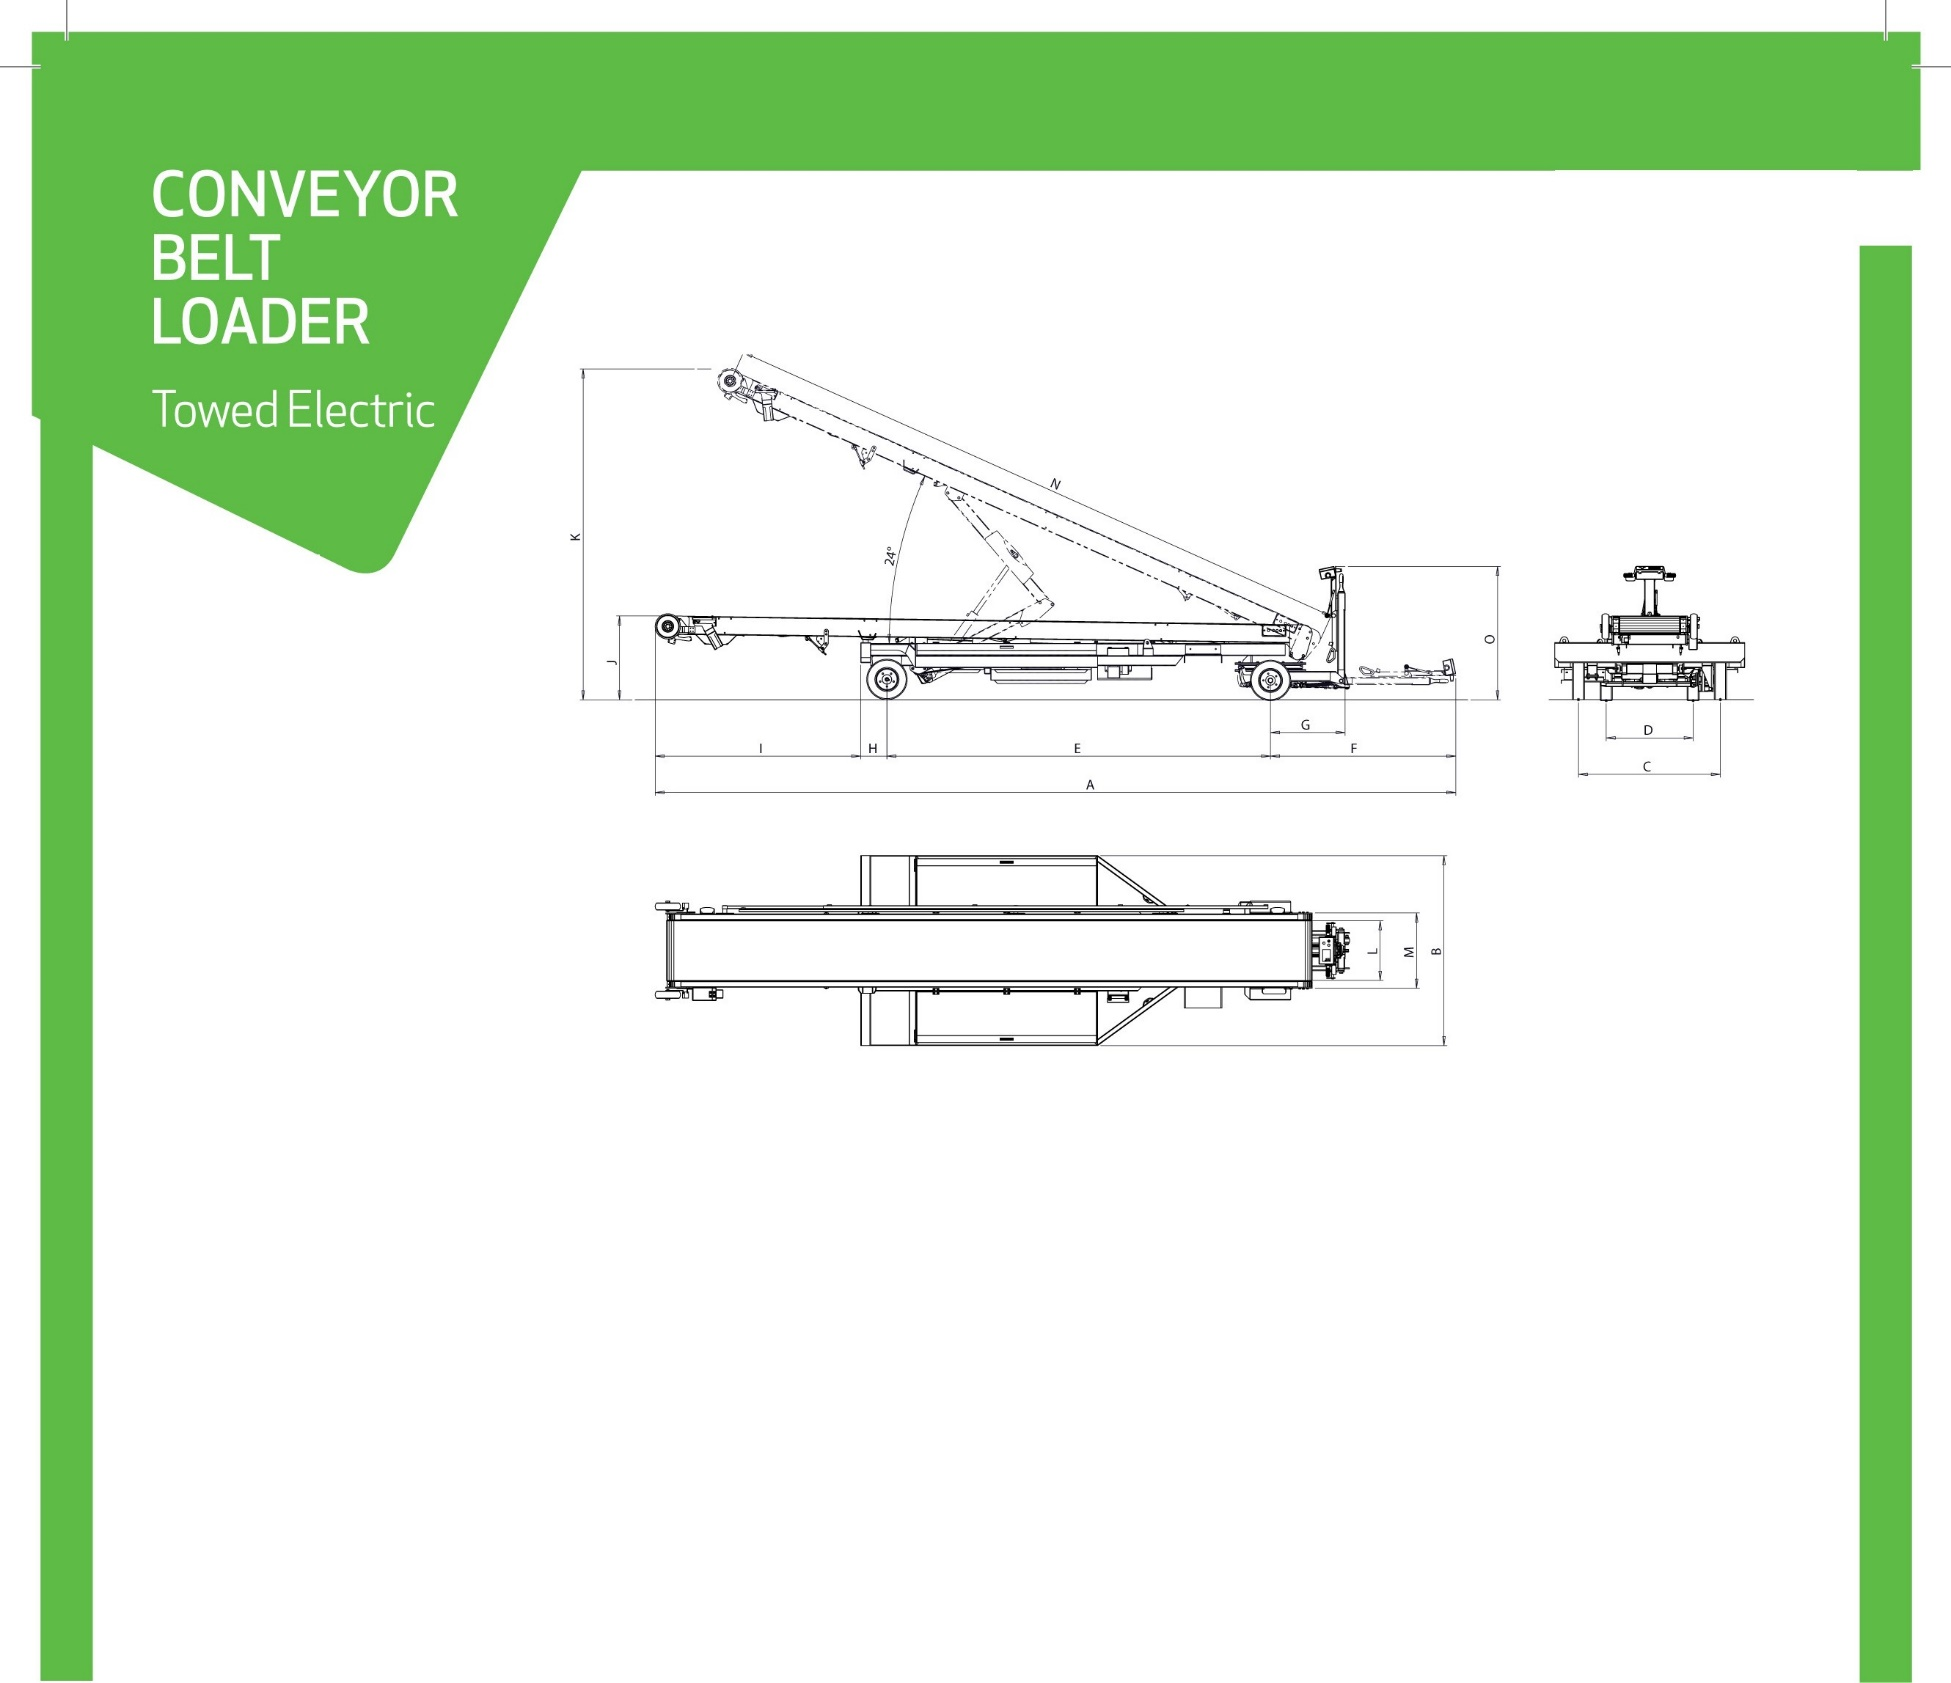 CONVEYOR
BELT
LOADER
Towed Electric
N
K
24°
J
O
I
H
E
G
F
A
D
C
L
M
B